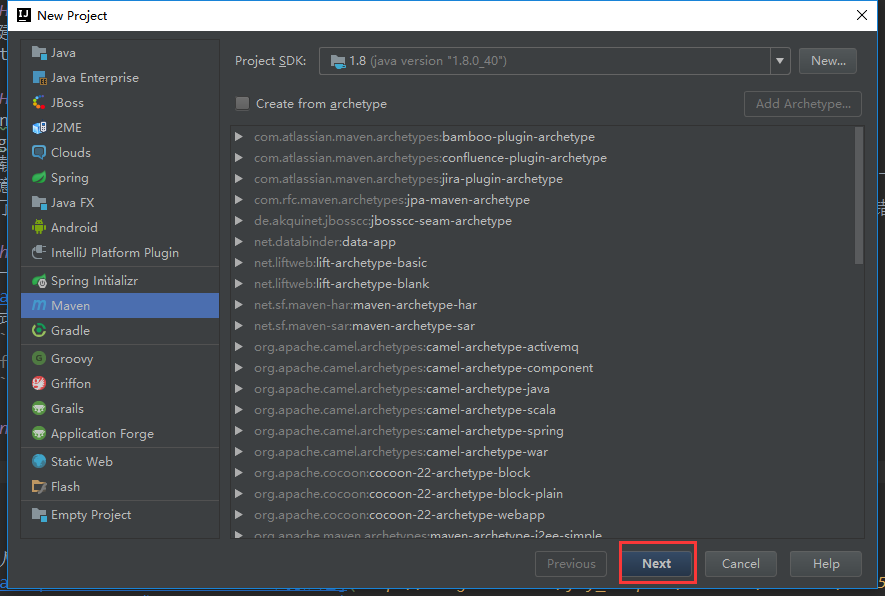 New Project
Java
Java Enterprise
JBoss
J2ME
Clouds
Spring
Java FX
Android
IntelliJ Platform Plugin
Spring Initializr
Maven
Gradle
Groovy
Griffon
Grails
Application Forge
Static Web
Flash
Empty Project
Project SDK: 1.8 (java version "1.8.0_40") New...
Create from archetype Add Archetype...
com.atlassian.maven.archetypes:bamboo-plugin-archetype
com.atlassian.maven.archetypes:confluence-plugin-archetype
com.atlassian.maven.archetypes:jira-plugin-archetype
com.rfc.maven.archetypes:jpa-maven-archetype
de.akquinet.jbosscc:jbosscc-seam-archetype
net.databinder:data-app
net.liftweb:lift-archetype-basic
net.liftweb:lift-archetype-blank
net.sf.maven-har:maven-archetype-har
net.sf.maven-sar:maven-archetype-sar
org.apache.camel.archetypes:camel-archetype-activemq
org.apache.camel.archetypes:camel-archetype-component
org.apache.camel.archetypes:camel-archetype-java
org.apache.camel.archetypes:camel-archetype-scala
org.apache.camel.archetypes:camel-archetype-spring
org.apache.camel.archetypes:camel-archetype-war
org.apache.cocoon:cocoon-22-archetype-block
org.apache.cocoon:cocoon-22-archetype-block-plain
org.apache.cocoon:cocoon-22-archetype-webapp
org.apache.maven.archetypes:maven-archetype-j2ee-simple
Previous Next Cancel Help